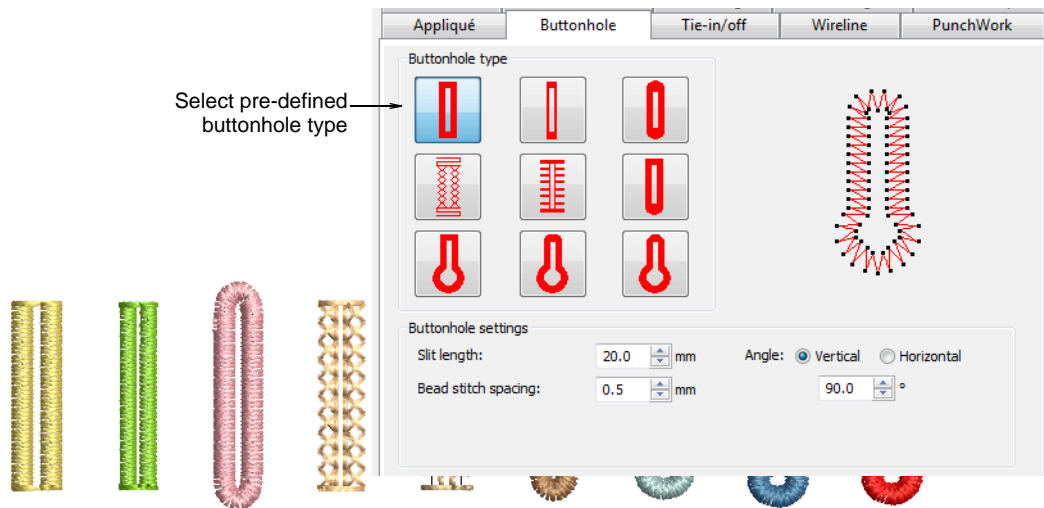 Appliqué Buttonhole Tie-in/off Wireline PunchWork
Buttonhole type
Select pre-defined
buttonhole type
Buttonhole settings
Slit length: 20.0 mm Angle: Vertical Horizontal
Bead stitch spacing: 0.5 mm 90.0 °